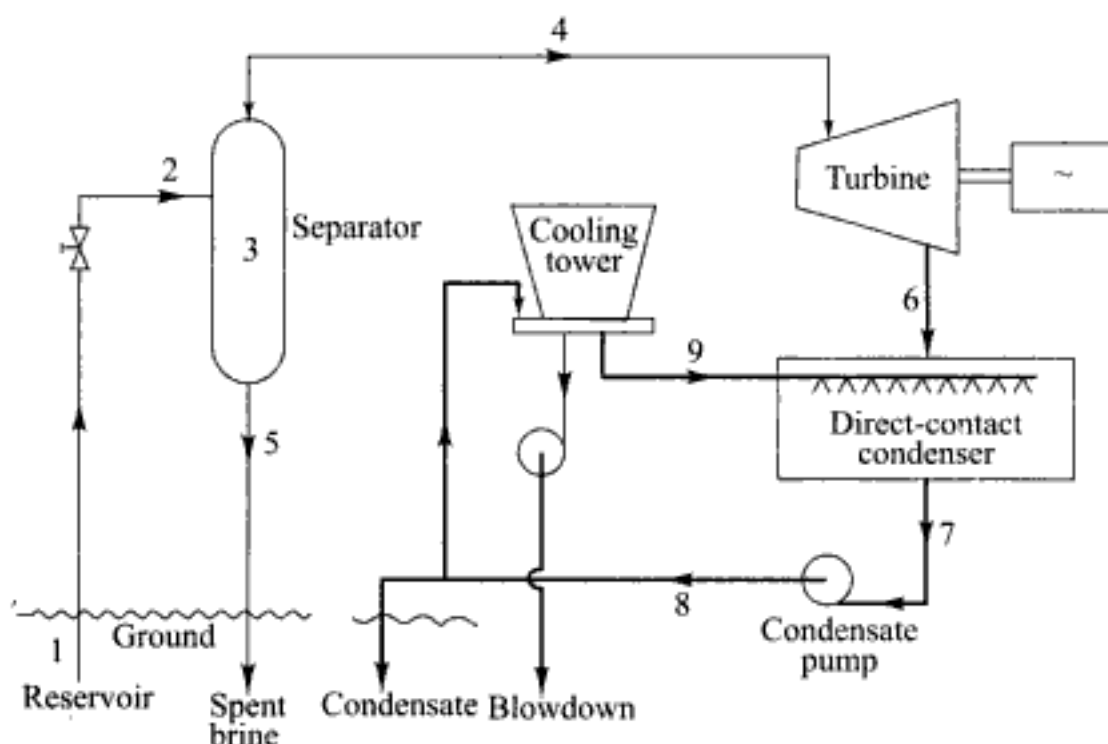 4
2
Separator
3
Turbine
~
Cooling
tower
6
9
Direct-contact
condenser
5
7
8
Ground
1
Reservoir
Condensate
pump
Spent
brine
Condensate
Blowdown